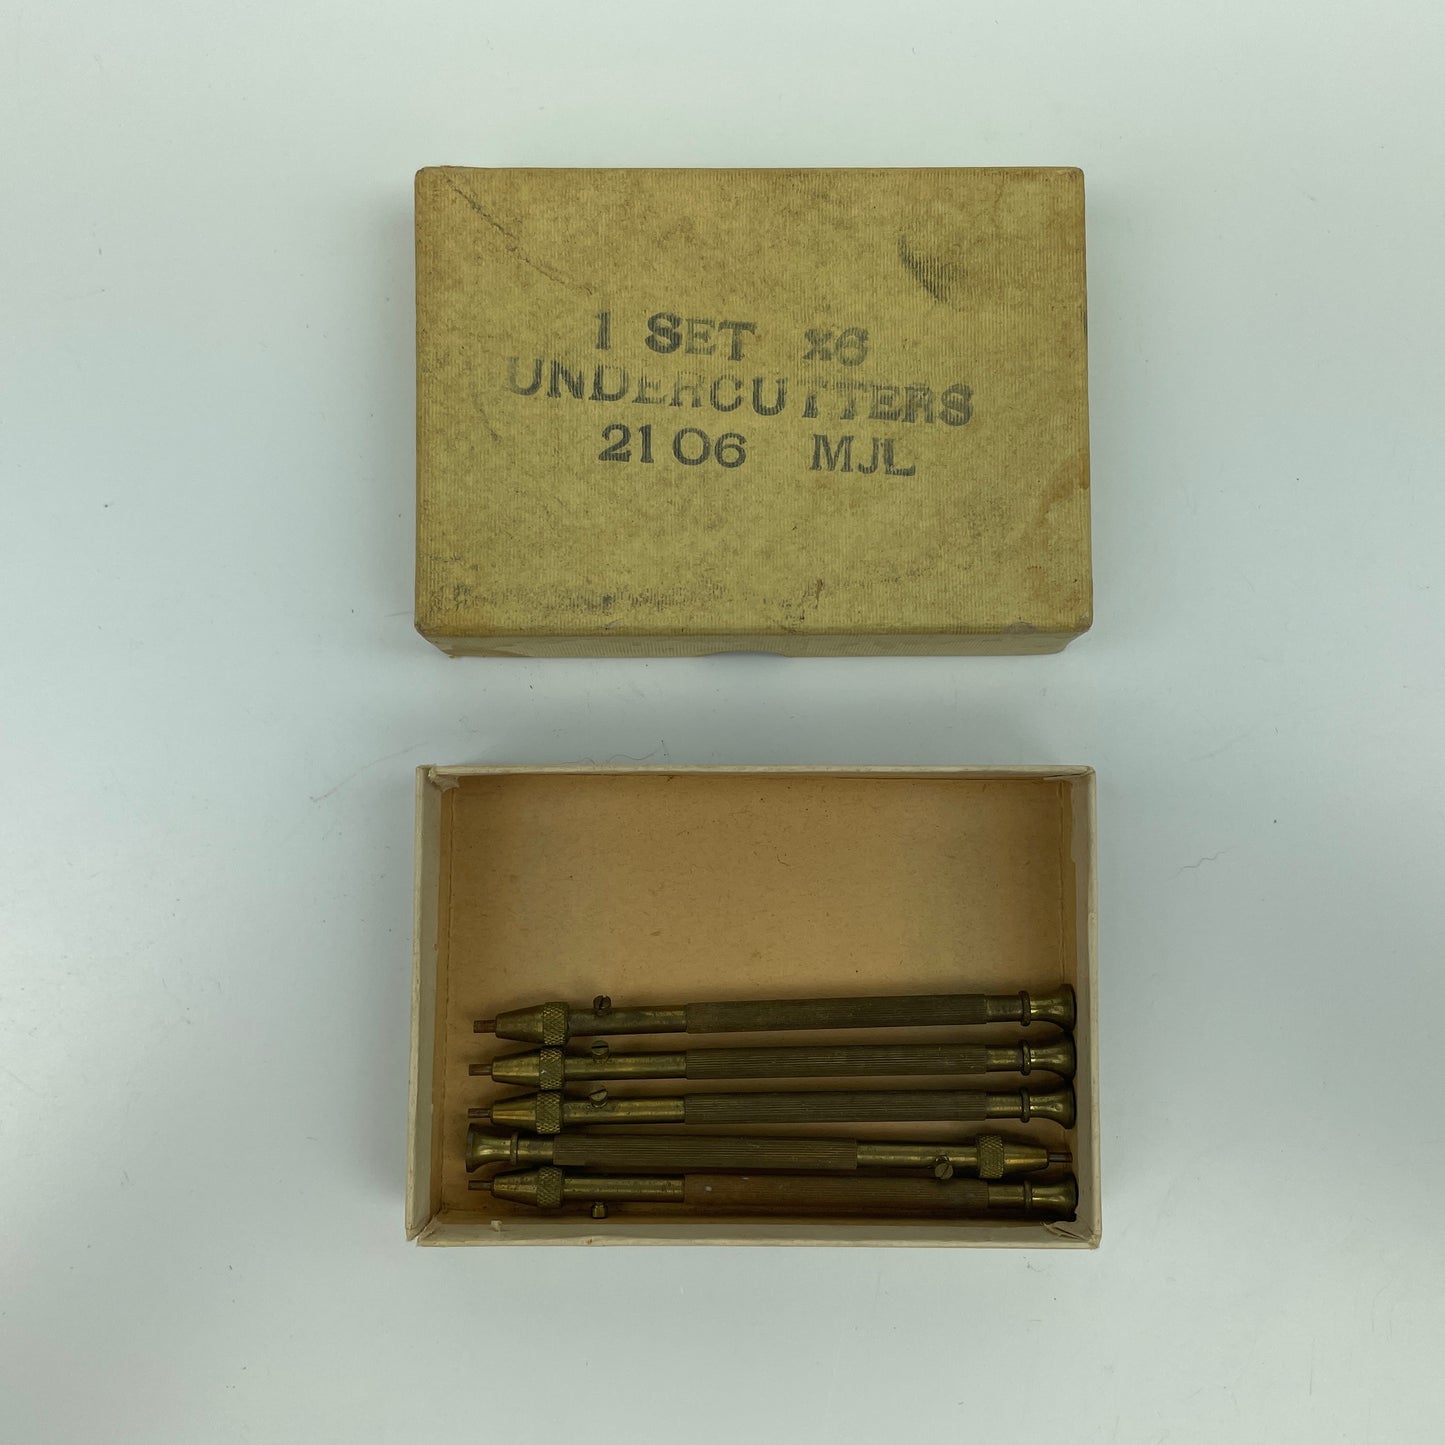 1 SET X6
UNDERCUTTERS
2106 MJL